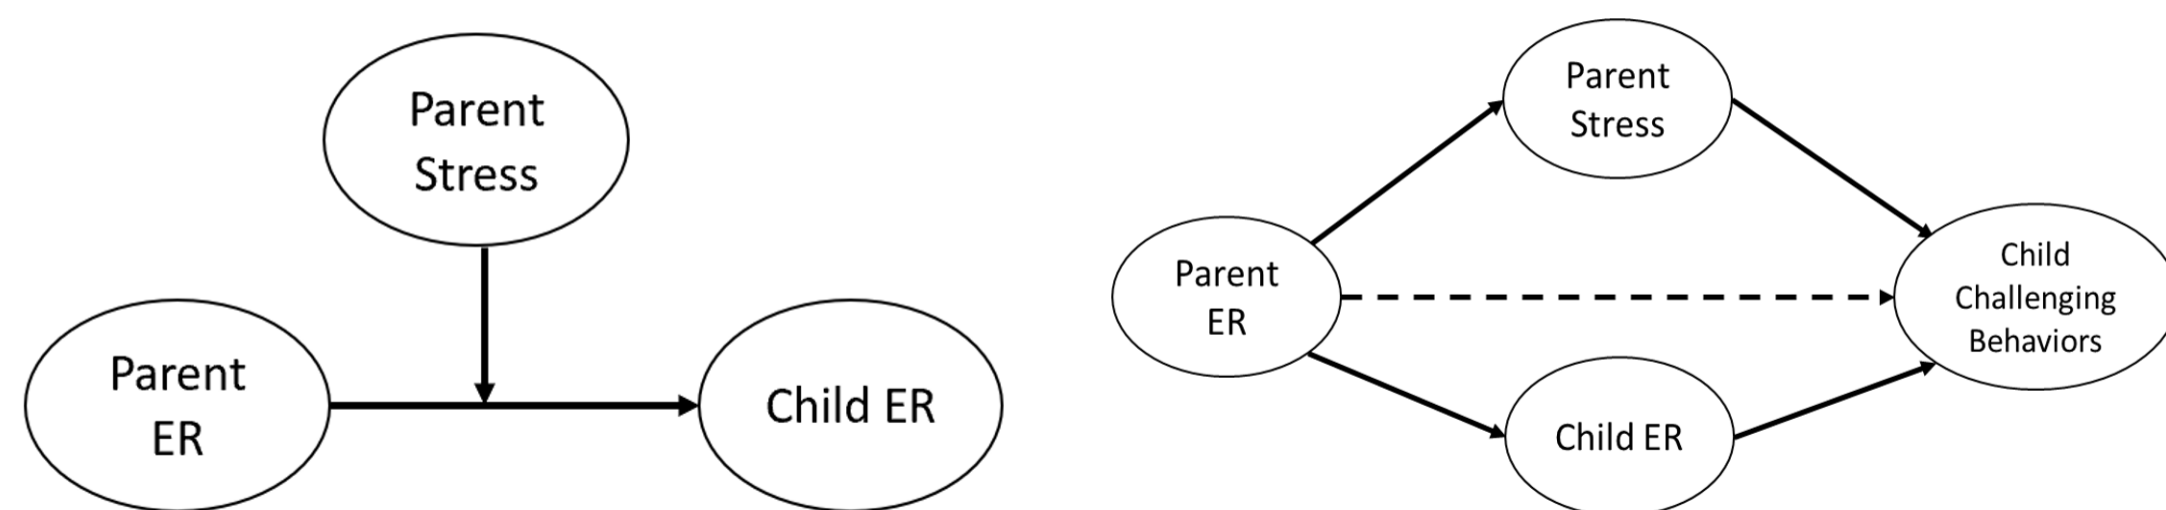 Parent
Stress
Parent
ER
Child ER
Parent
Stress
Parent
ER
Child
Challenging
Behaviors
Child ER